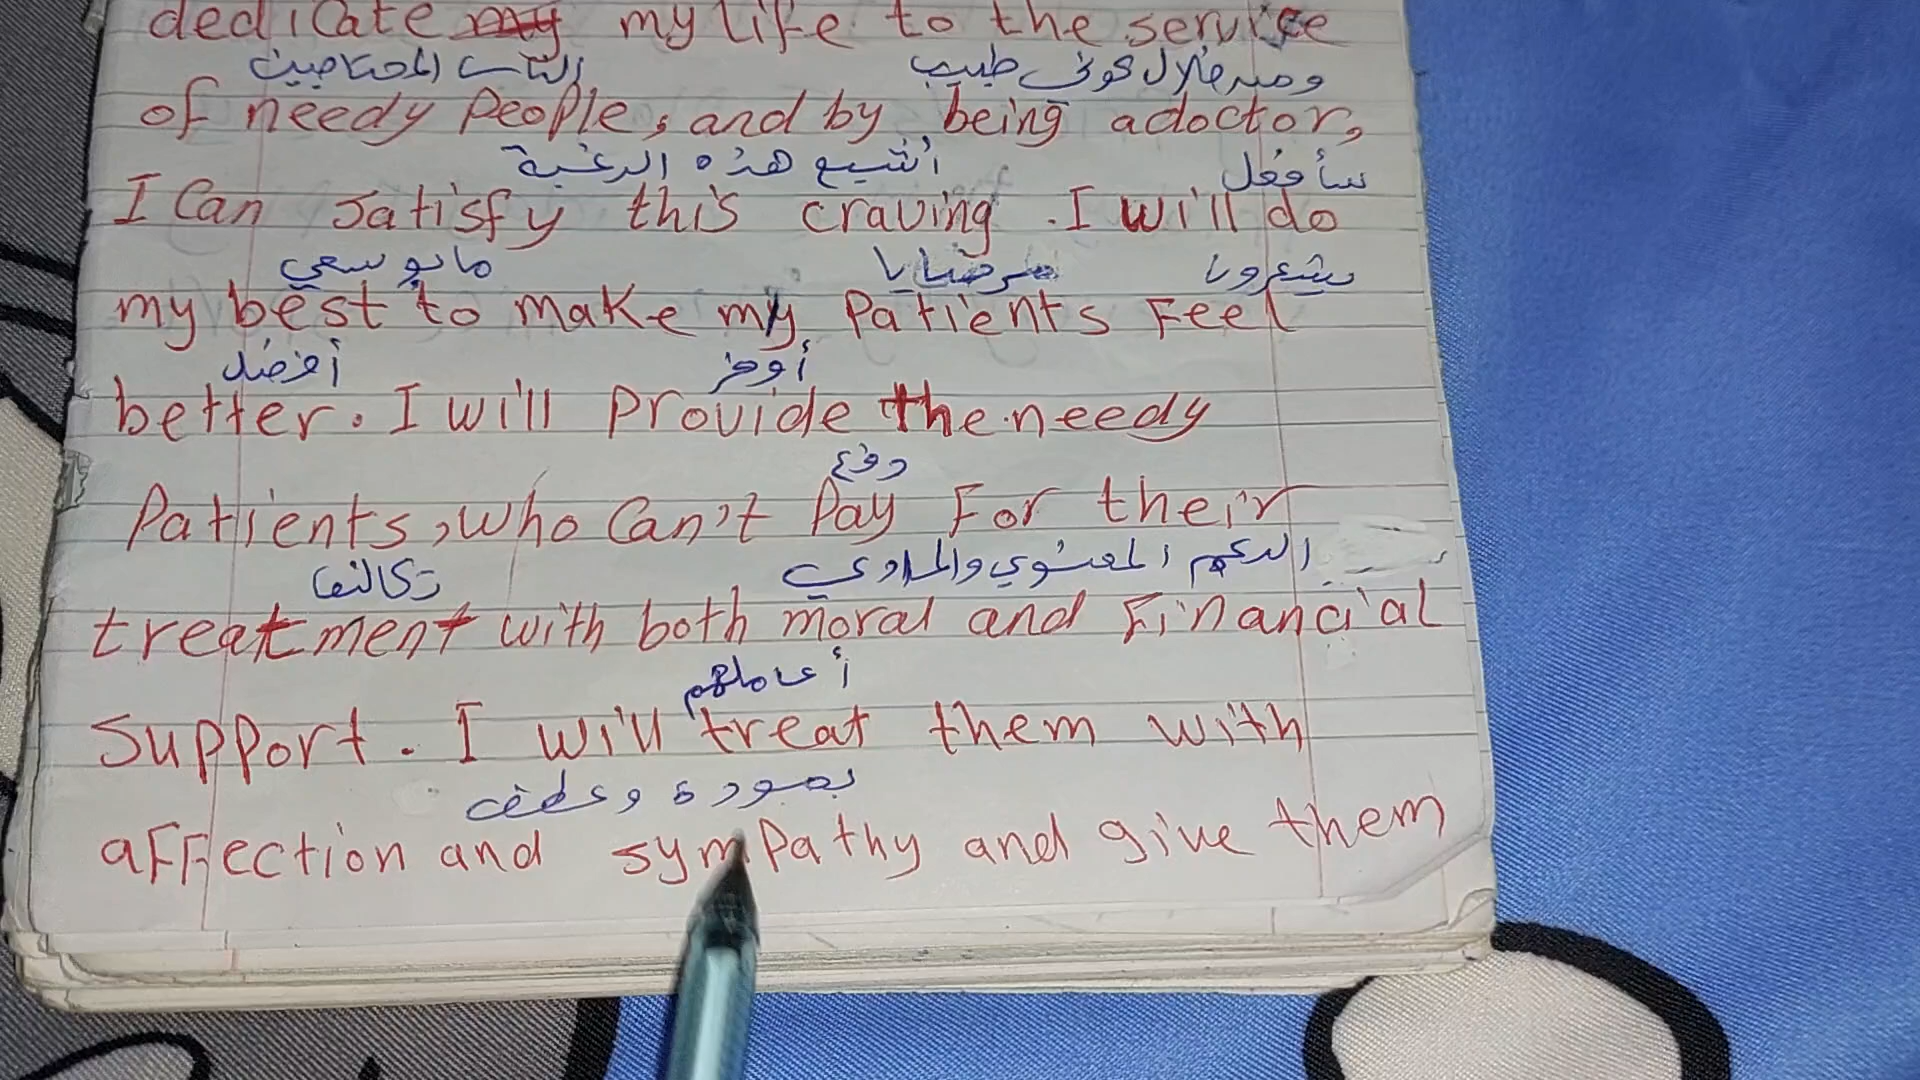 dedicate my my life to the service
الناس المحتاجين ومن خلال كوني طبيب
of needy people, and by being a doctor,
أشبع هذه الرغبة سأفعل
I can satisfy this craving. I will do
ما بوسعي مرضايا يشعرون
my best to make my patients feel
أفضل أوفر
better. I will provide the needy
دفع
patients, who can't pay for their
تكاليف الدعم المعنوي والمادي
treatment with both moral and financial
أعاملهم
support. I will treat them with
بمودة وعطف
affection and sympathy and give them